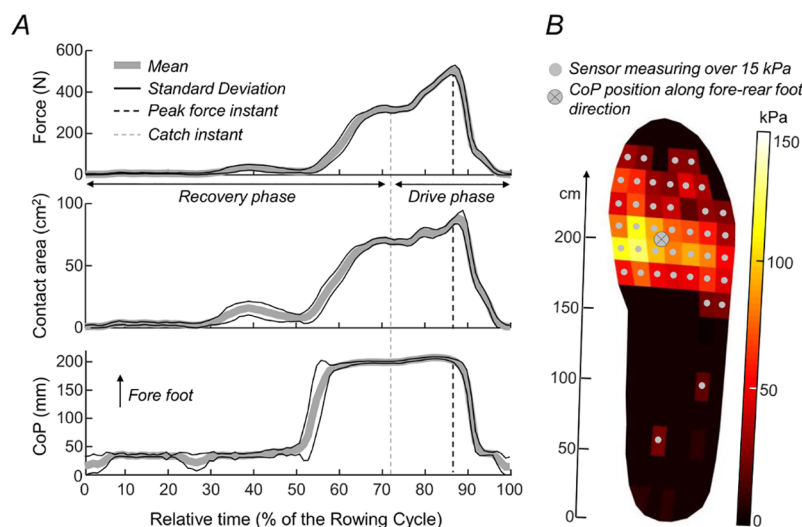 A
Force (N)
600
400
200
0
Mean
Standard Deviation
Peak force instant
Catch instant
Recovery phase
Drive phase
Contact area (cm²)
100
50
0
CoP (mm)
200
150
100
50
0
Fore foot
0 10 20 30 40 50 60 70 80 90 100
Relative time (% of the Rowing Cycle)
B
Sensor measuring over 15 kPa
CoP position along fore-rear foot
direction
kPa
150
100
50
0
cm
200
150
100
50
0